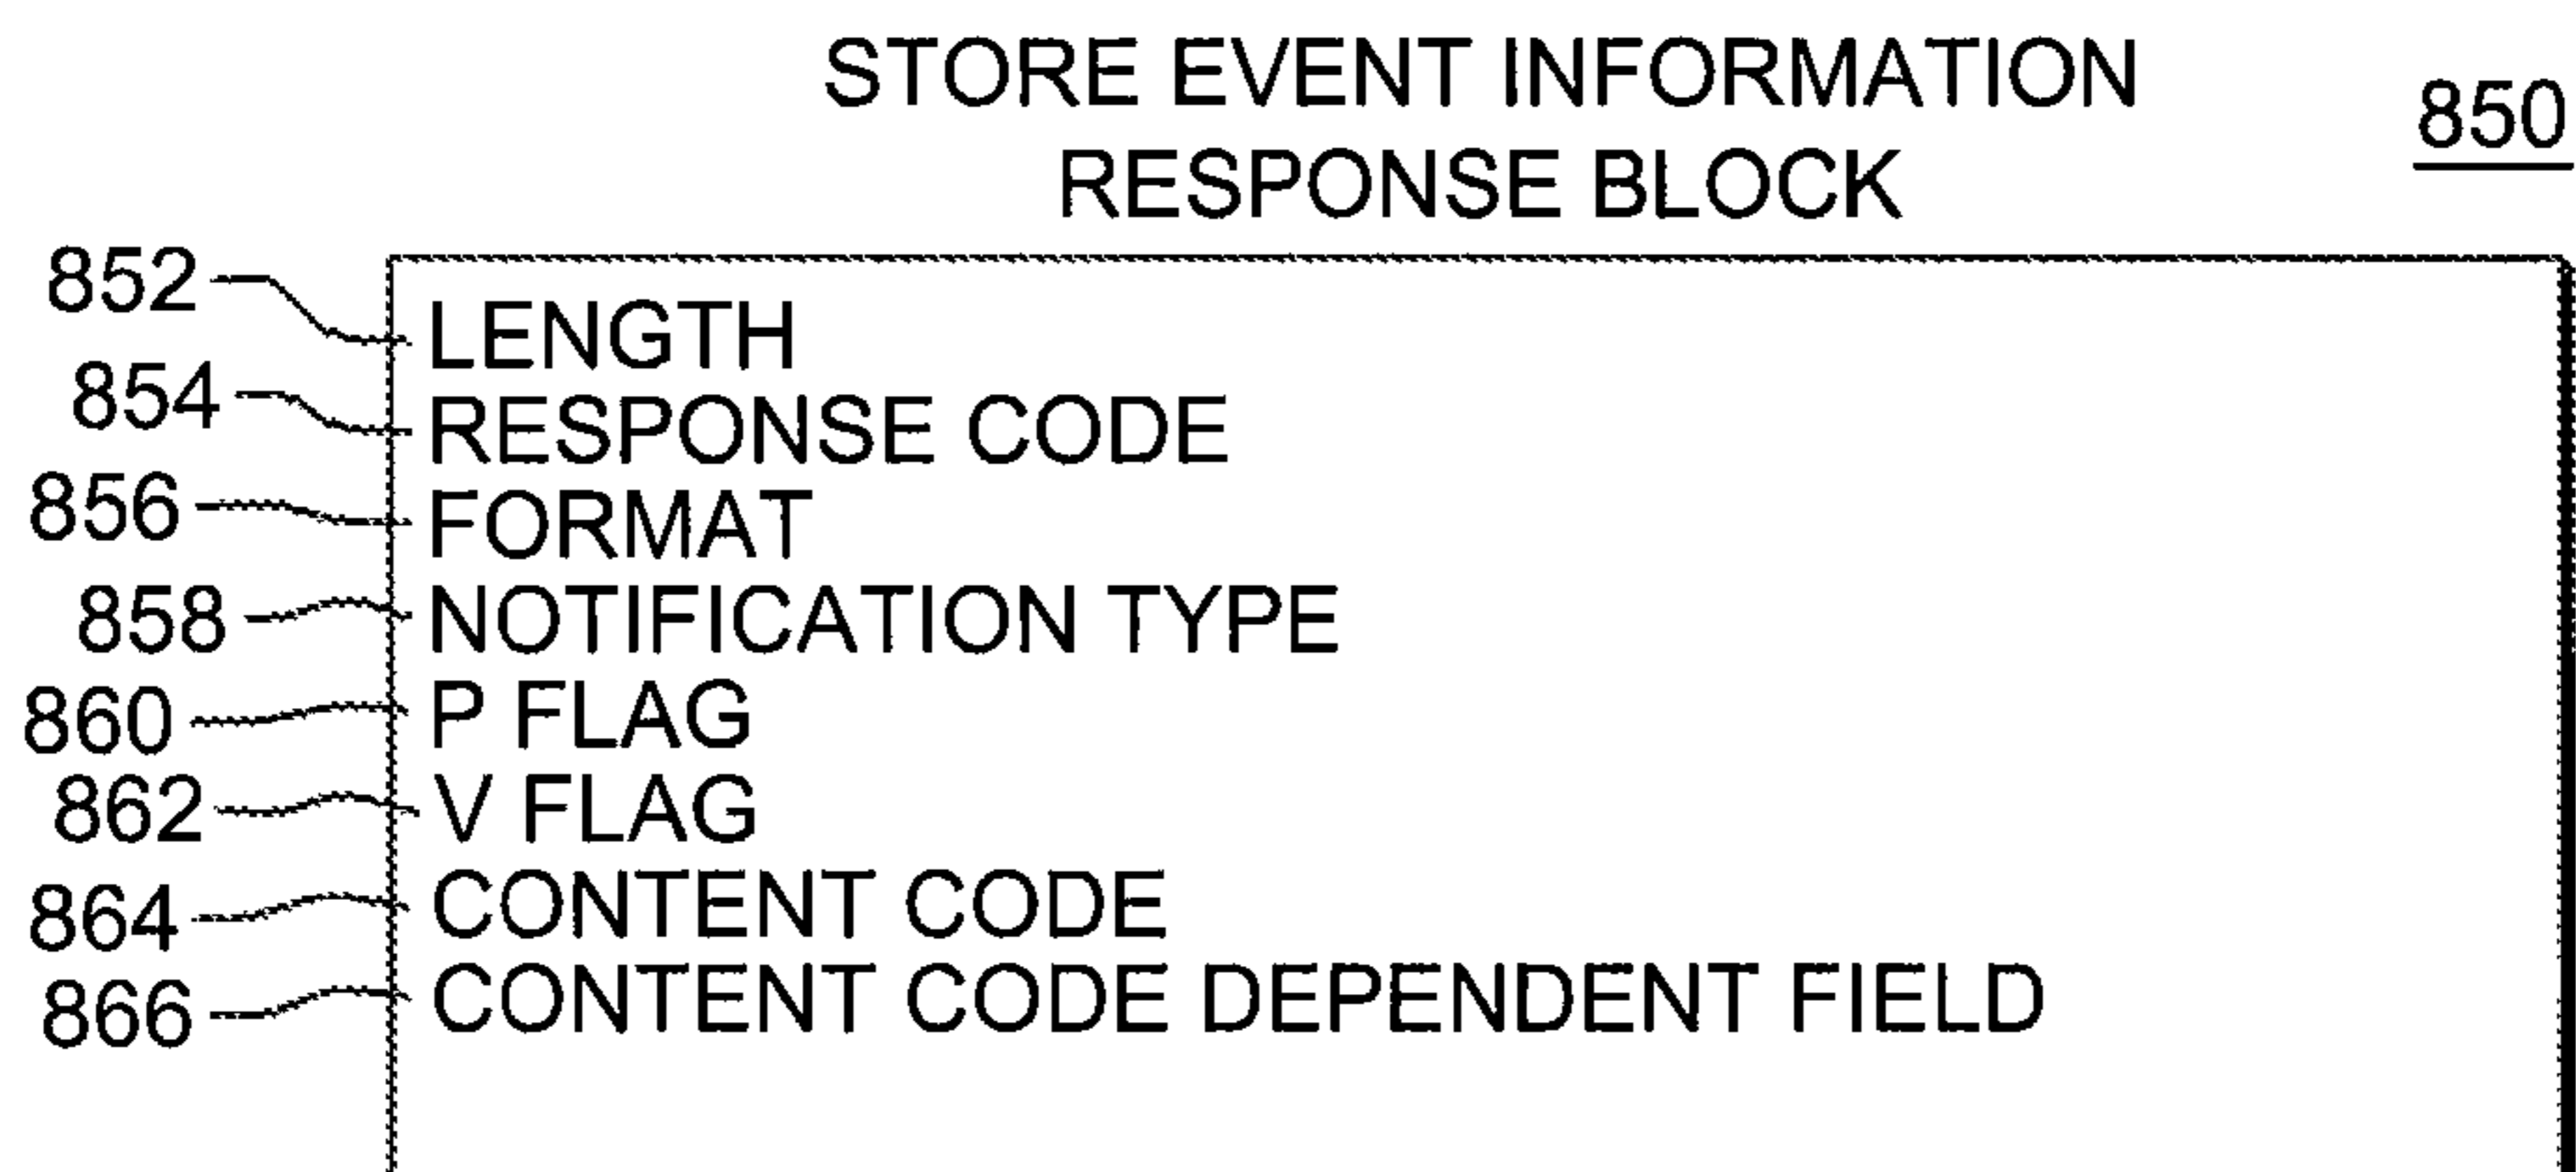 STORE EVENT INFORMATION
RESPONSE BLOCK
850
852 LENGTH
854 RESPONSE CODE
856 FORMAT
858 NOTIFICATION TYPE
860 P FLAG
862 V FLAG
864 CONTENT CODE
866 CONTENT CODE DEPENDENT FIELD